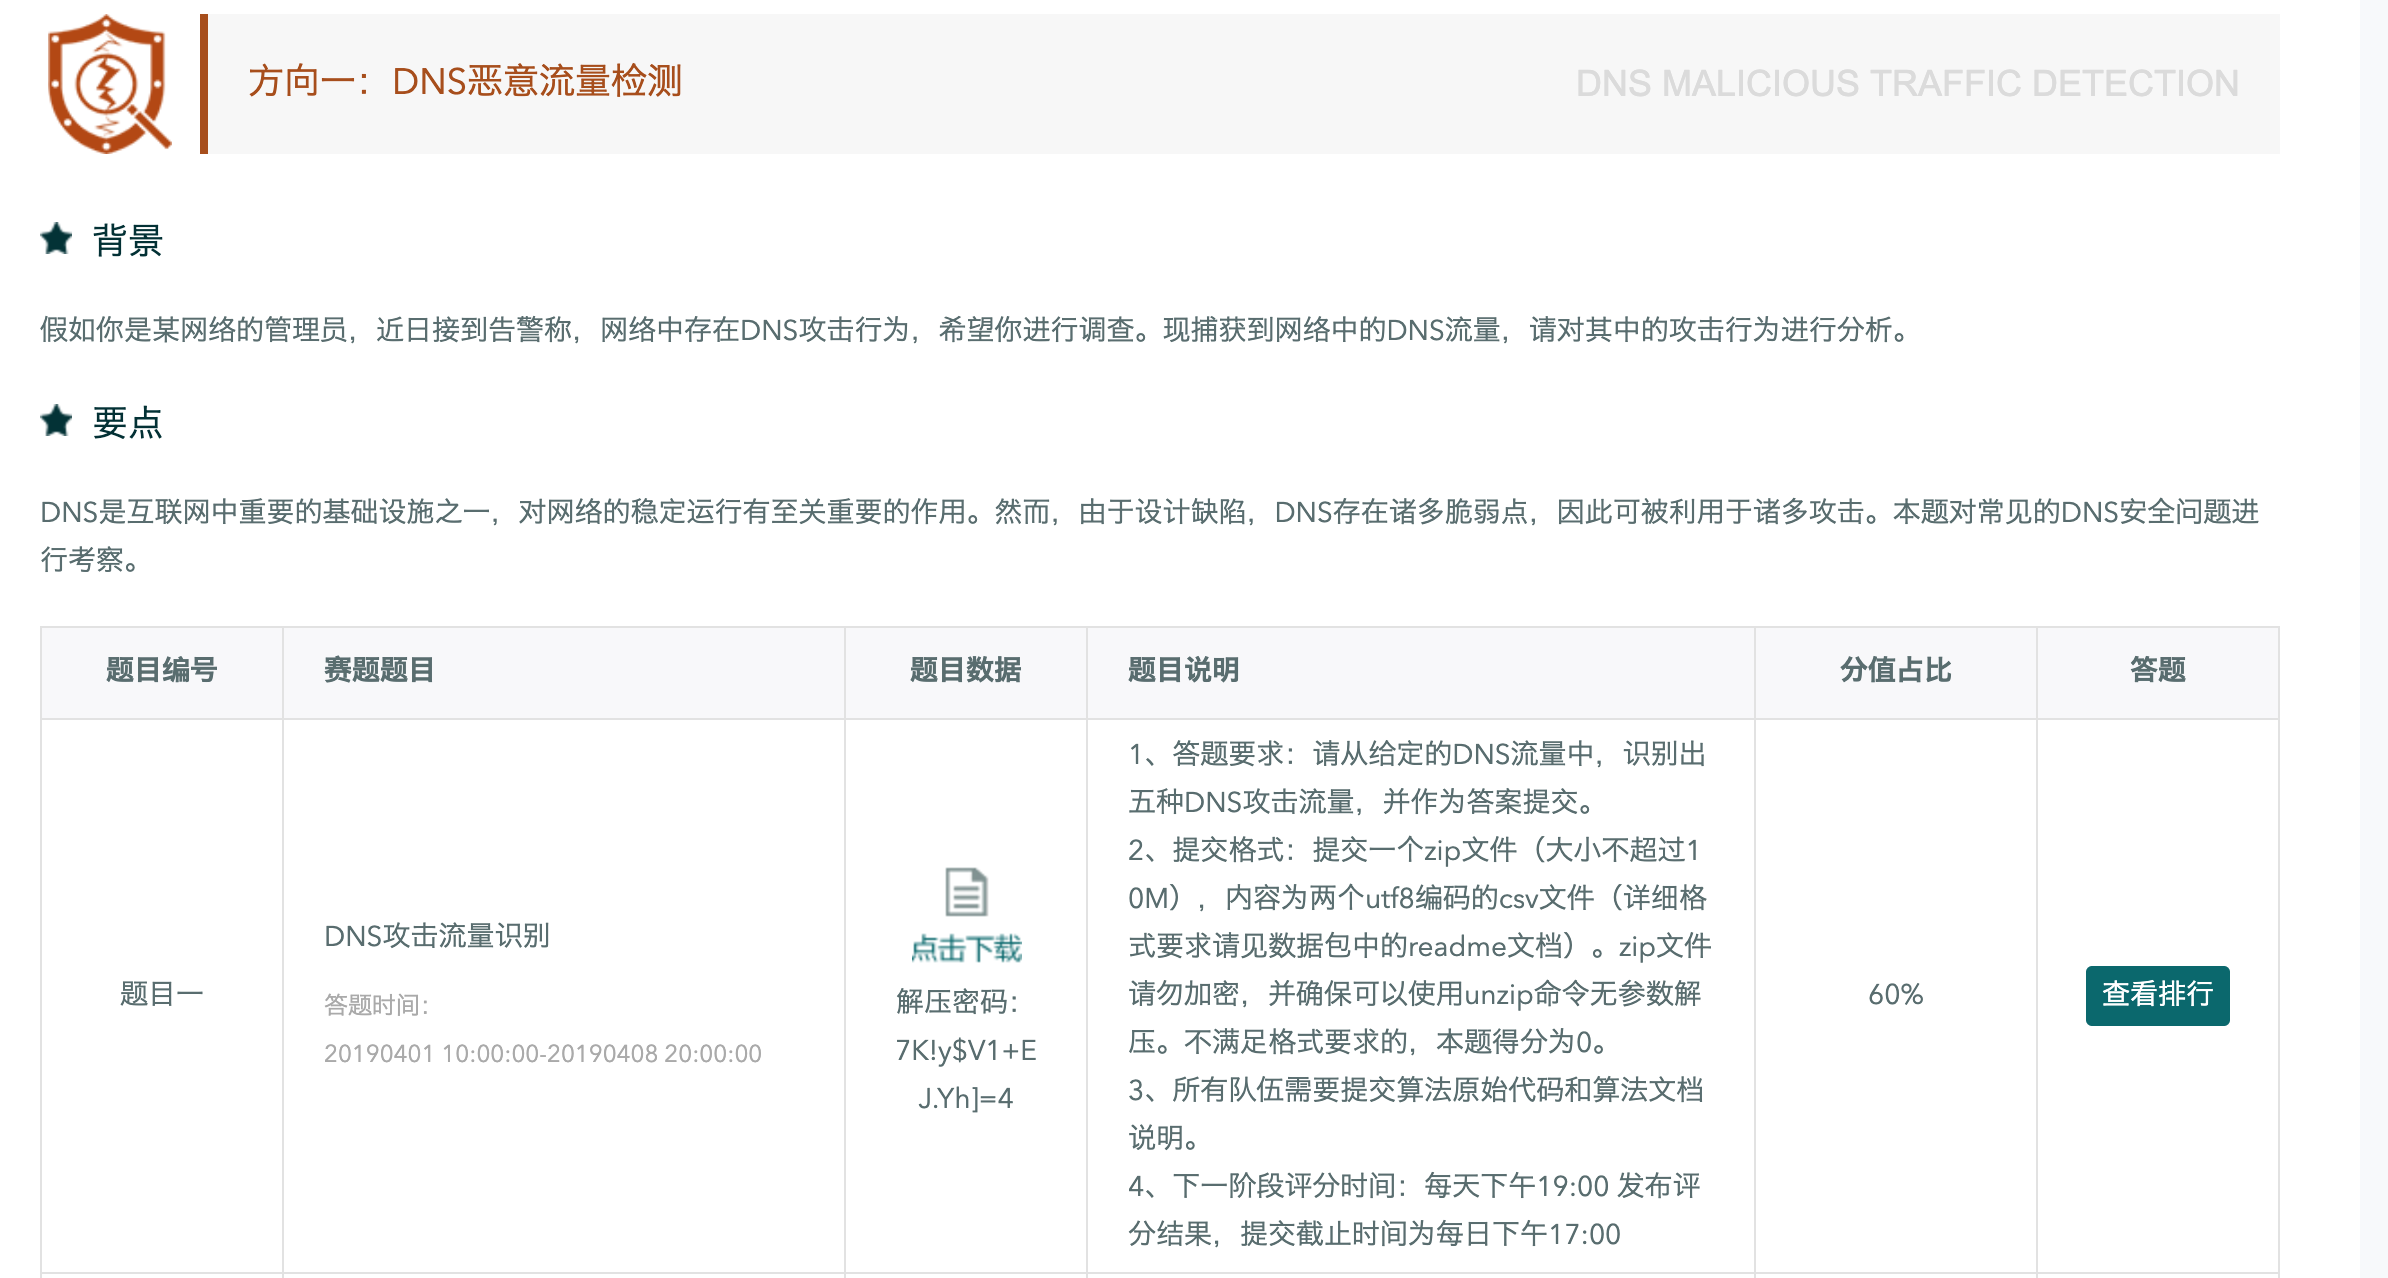 方向一：DNS恶意流量检测
DNS MALICIOUS TRAFFIC DETECTION
背景
假如你是某网络的管理员，近日接到告警称，网络中存在DNS攻击行为，希望你进行调查。现捕获到网络中的DNS流量，请对其中的攻击行为进行分析。
要点
DNS是互联网中重要的基础设施之一，对网络的稳定运行有至关重要的作用。然而，由于设计缺陷，DNS存在诸多脆弱点，因此可被利用于诸多攻击。本题对常见的DNS安全问题进
行考察。
题目编号
赛题题目
题目数据
题目说明
分值占比
答题
题目一
DNS攻击流量识别
答题时间：
20190401 10:00:00-20190408 20:00:00
点击下载
解压密码：
7K!y$V1+E
J.Yh]=4
1、答题要求：请从给定的DNS流量中，识别出
五种DNS攻击流量，并作为答案提交。
2、提交格式：提交一个zip文件（大小不超过1
0M），内容为两个utf8编码的csv文件（详细格
式要求请见数据包中的readme文档）。zip文件
请勿加密，并确保可以使用unzip命令无参数解
压。不满足格式要求的，本题得分为0。
3、所有队伍需要提交算法原始代码和算法文档
说明。
4、下一阶段评分时间：每天下午19:00 发布评
分结果，提交截止时间为每日下午17:00
60%
查看排行